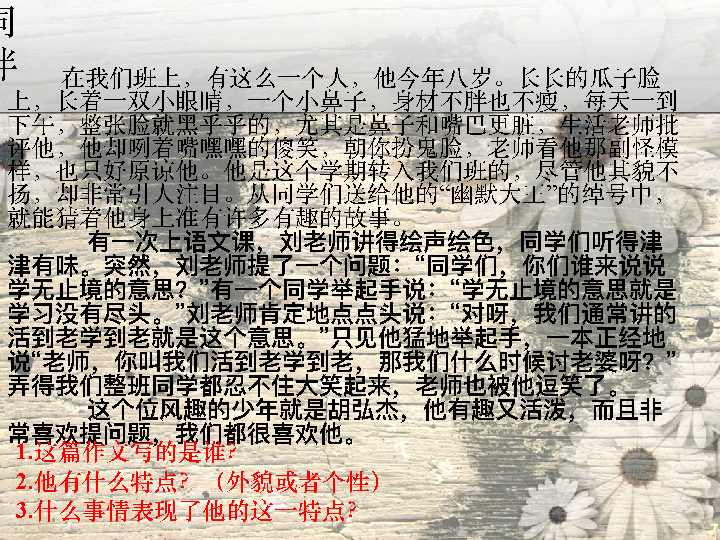 同
伴
在我们班上，有这么一个人，他今年八岁。长长的瓜子脸
上，长着一双小眼睛，一个小鼻子，身材不胖也不瘦，每天一到
下午，整张脸就黑乎乎的，尤其是鼻子和嘴巴更脏，生活老师批
评他，他却咧着嘴嘿嘿的傻笑，朝你扮鬼脸，老师看他那副怪模
样，也只好原谅他。他是这个学期转入我们班的，尽管他其貌不
扬，却非常引人注目。从同学们送给他的“幽默大王”的绰号中，
就能猜着他身上准有许多有趣的故事。
有一次上语文课，刘老师讲得绘声绘色，同学们听得津
津有味。突然，刘老师提了一个问题：“同学们，你们谁来说说
学无止境的意思？”有一个同学举起手说：“学无止境的意思就是
学习没有尽头。”刘老师肯定地点点头说：“对呀，我们通常讲的
活到老学到老就是这个意思。”只见他猛地举起手，一本正经地
说“老师，你叫我们活到老学到老，那我们什么时候讨老婆呀？”
弄得我们整班同学都忍不住大笑起来，老师也被他逗笑了。
这个位风趣的少年就是胡弘杰，他有趣又活泼，而且非
常喜欢提问题，我们都很喜欢他。
1.这篇作文写的是谁？
2.他有什么特点？（外貌或者个性）
3.什么事情表现了他的这一特点？